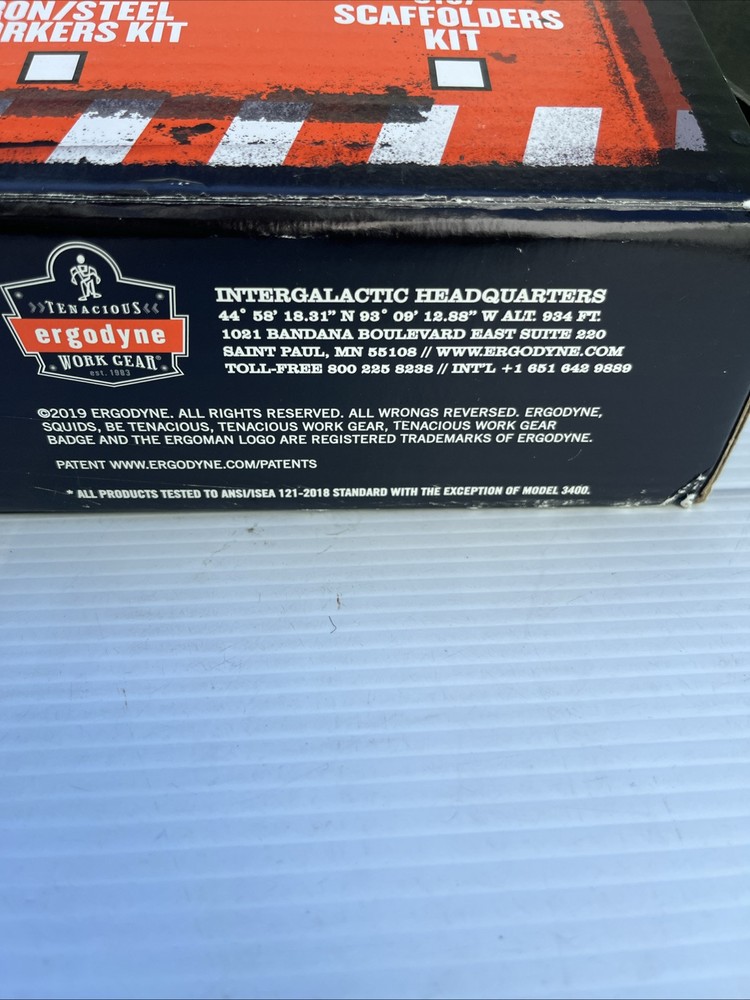 /STEEL
KIT
SCAFFOLDERS
KIT
TENACIOUS
ergodyne
WORK GEAR®
est. 1983
INTERGALACTIC HEADQUARTERS
44° 58' 18.31" N 93° 09' 12.88" W ALT. 934 FT.
1021 BANDANA BOULEVARD EAST SUITE 220
SAINT PAUL, MN 55108 // WWW.ERGODYNE.COM
TOLL-FREE 800 225 8238 // INT'L +1 651 642 9889
©2019 ERGODYNE. ALL RIGHTS RESERVED. ALL WRONGS REVERSED. ERGODYNE,
SQUIDS, BE TENACIOUS, TENACIOUS WORK GEAR, TENACIOUS WORK GEAR
BADGE AND THE ERGOMAN LOGO ARE REGISTERED TRADEMARKS OF ERGODYNE.
PATENT WWW.ERGODYNE.COM/PATENTS
* ALL PRODUCTS TESTED TO ANSI/ISEA 121-2018 STANDARD WITH THE EXCEPTION OF MODEL 3400.